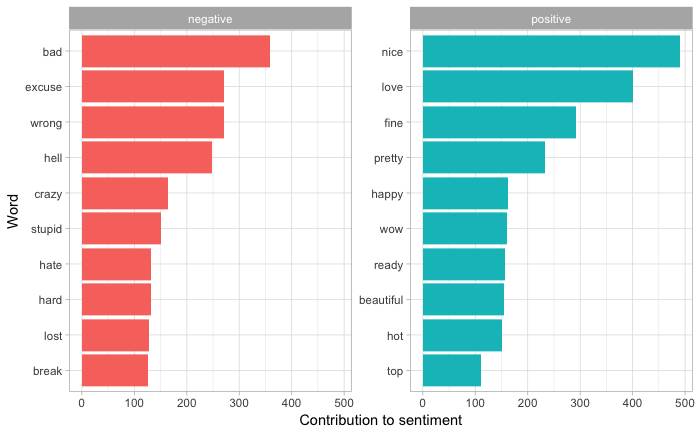 negative
positive
Word
bad
excuse
wrong
hell
crazy
stupid
hate
hard
lost
break
0 100 200 300 400 500
nice
love
fine
pretty
happy
wow
ready
beautiful
hot
top
0 100 200 300 400 500
Contribution to sentiment